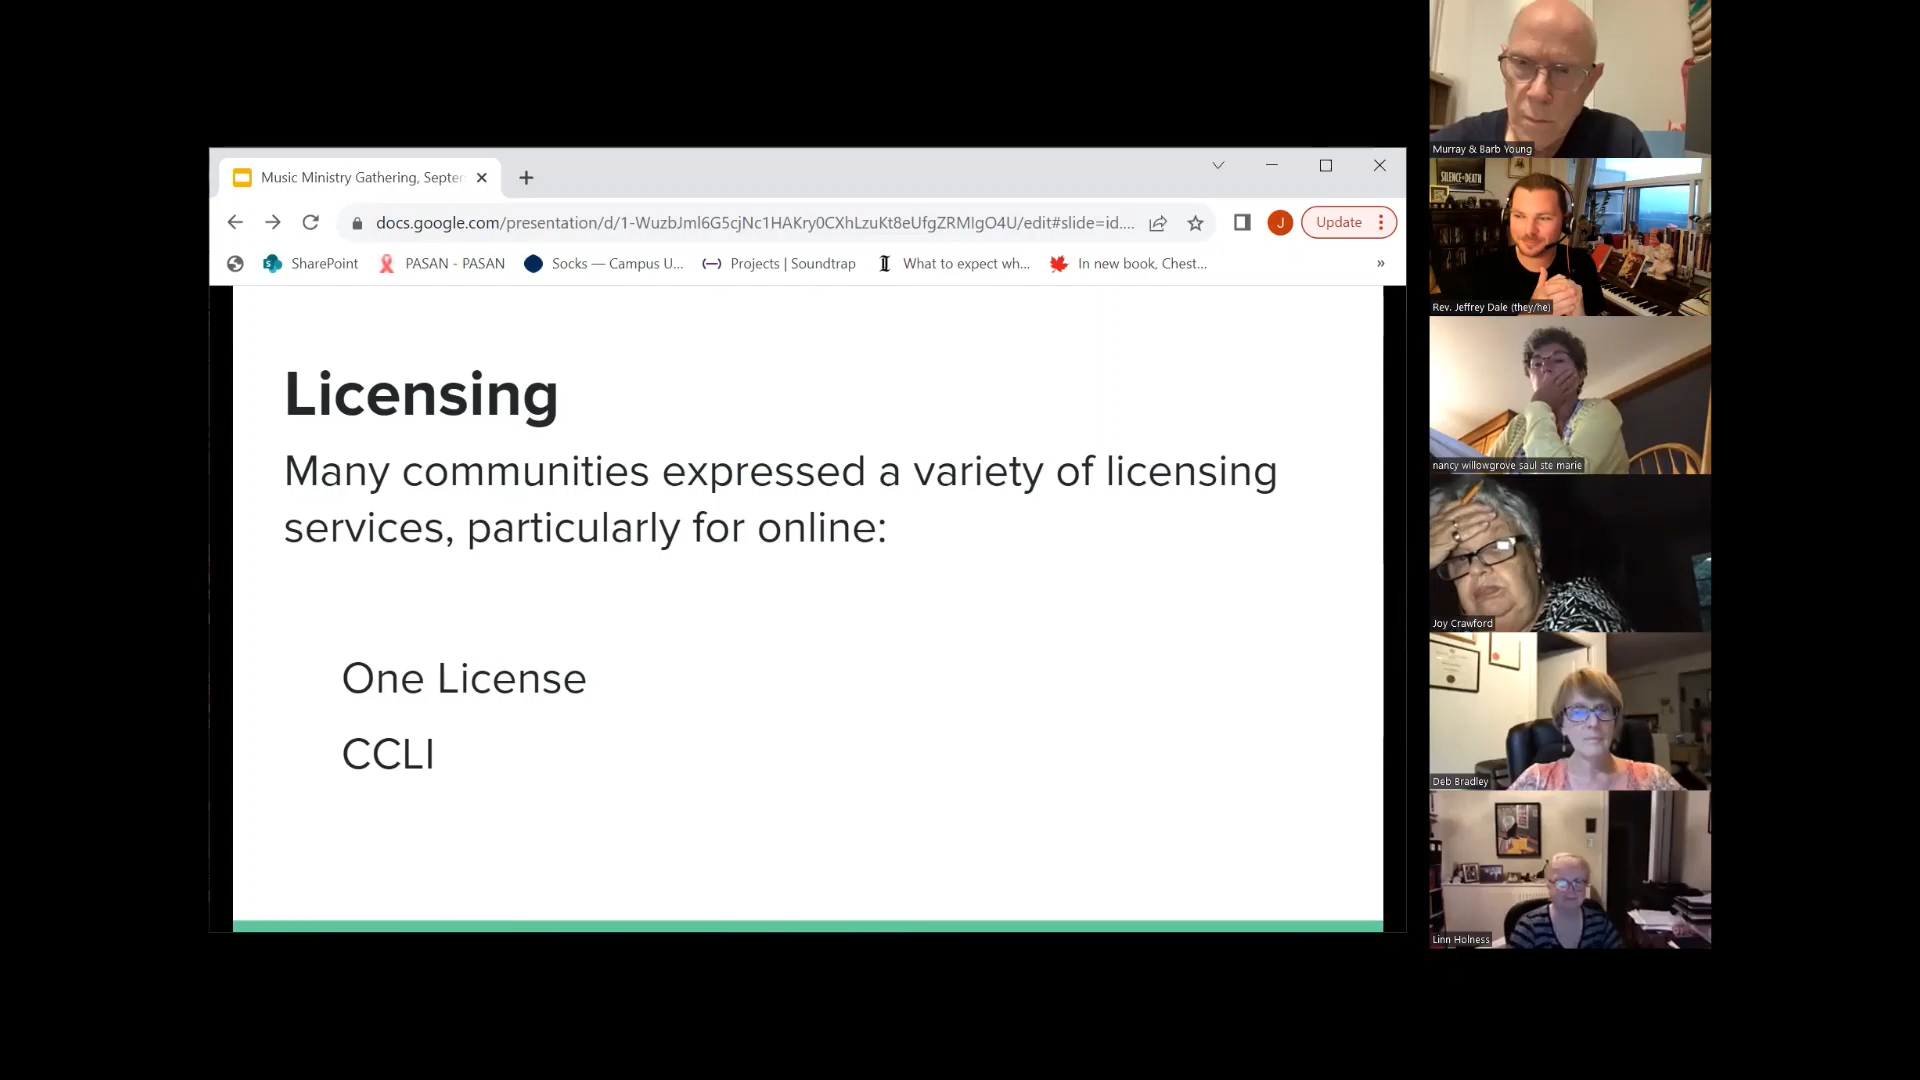 Music Ministry Gathering, Septer
docs.google.com/presentation/d/1-WuzbJml6G5cjNc1HAKry0CXhLzuKt8eUfgZRMIgO4U/edit#slide=id....
J
Update
SharePoint
PASAN - PASAN
Socks — Campus U...
Projects | Soundtrap
What to expect wh...
In new book, Chest...
»
Licensing
Many communities expressed a variety of licensing
services, particularly for online:
One License
CCLI
Murray & Barb Young
SILENCE=DEATH
Rev. Jeffrey Dale (they/he)
nancy willowgrove saul ste marie
Joy Crawford
Deb Bradley
Linn Holness